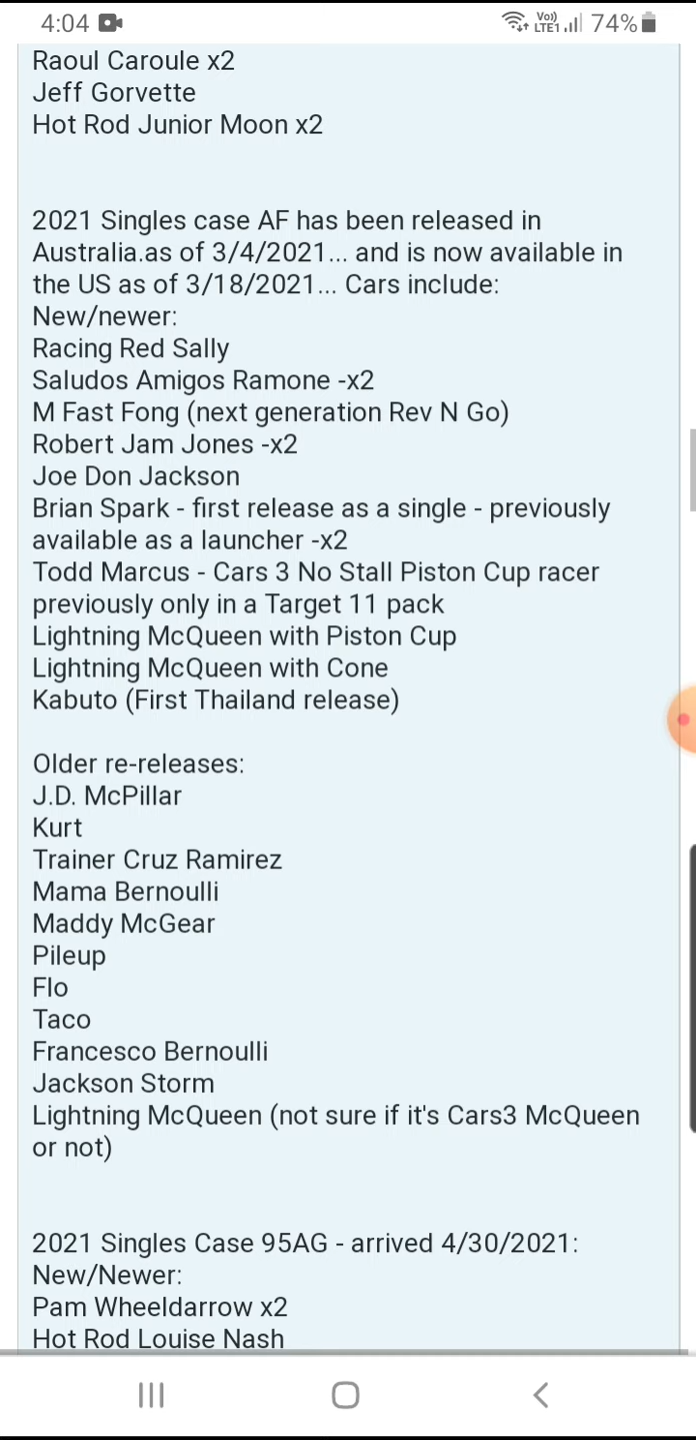 4:04
Vo)) LTE1 74%
Raoul Caroule x2
Jeff Gorvette
Hot Rod Junior Moon x2
2021 Singles case AF has been released in
Australia.as of 3/4/2021... and is now available in
the US as of 3/18/2021... Cars include:
New/newer:
Racing Red Sally
Saludos Amigos Ramone -x2
M Fast Fong (next generation Rev N Go)
Robert Jam Jones -x2
Joe Don Jackson
Brian Spark - first release as a single - previously
available as a launcher -x2
Todd Marcus - Cars 3 No Stall Piston Cup racer
previously only in a Target 11 pack
Lightning McQueen with Piston Cup
Lightning McQueen with Cone
Kabuto (First Thailand release)
Older re-releases:
J.D. McPillar
Kurt
Trainer Cruz Ramirez
Mama Bernoulli
Maddy McGear
Pileup
Flo
Taco
Francesco Bernoulli
Jackson Storm
Lightning McQueen (not sure if it's Cars3 McQueen
or not)
2021 Singles Case 95AG - arrived 4/30/2021:
New/Newer:
Pam Wheeldarrow x2
Hot Rod Louise Nash